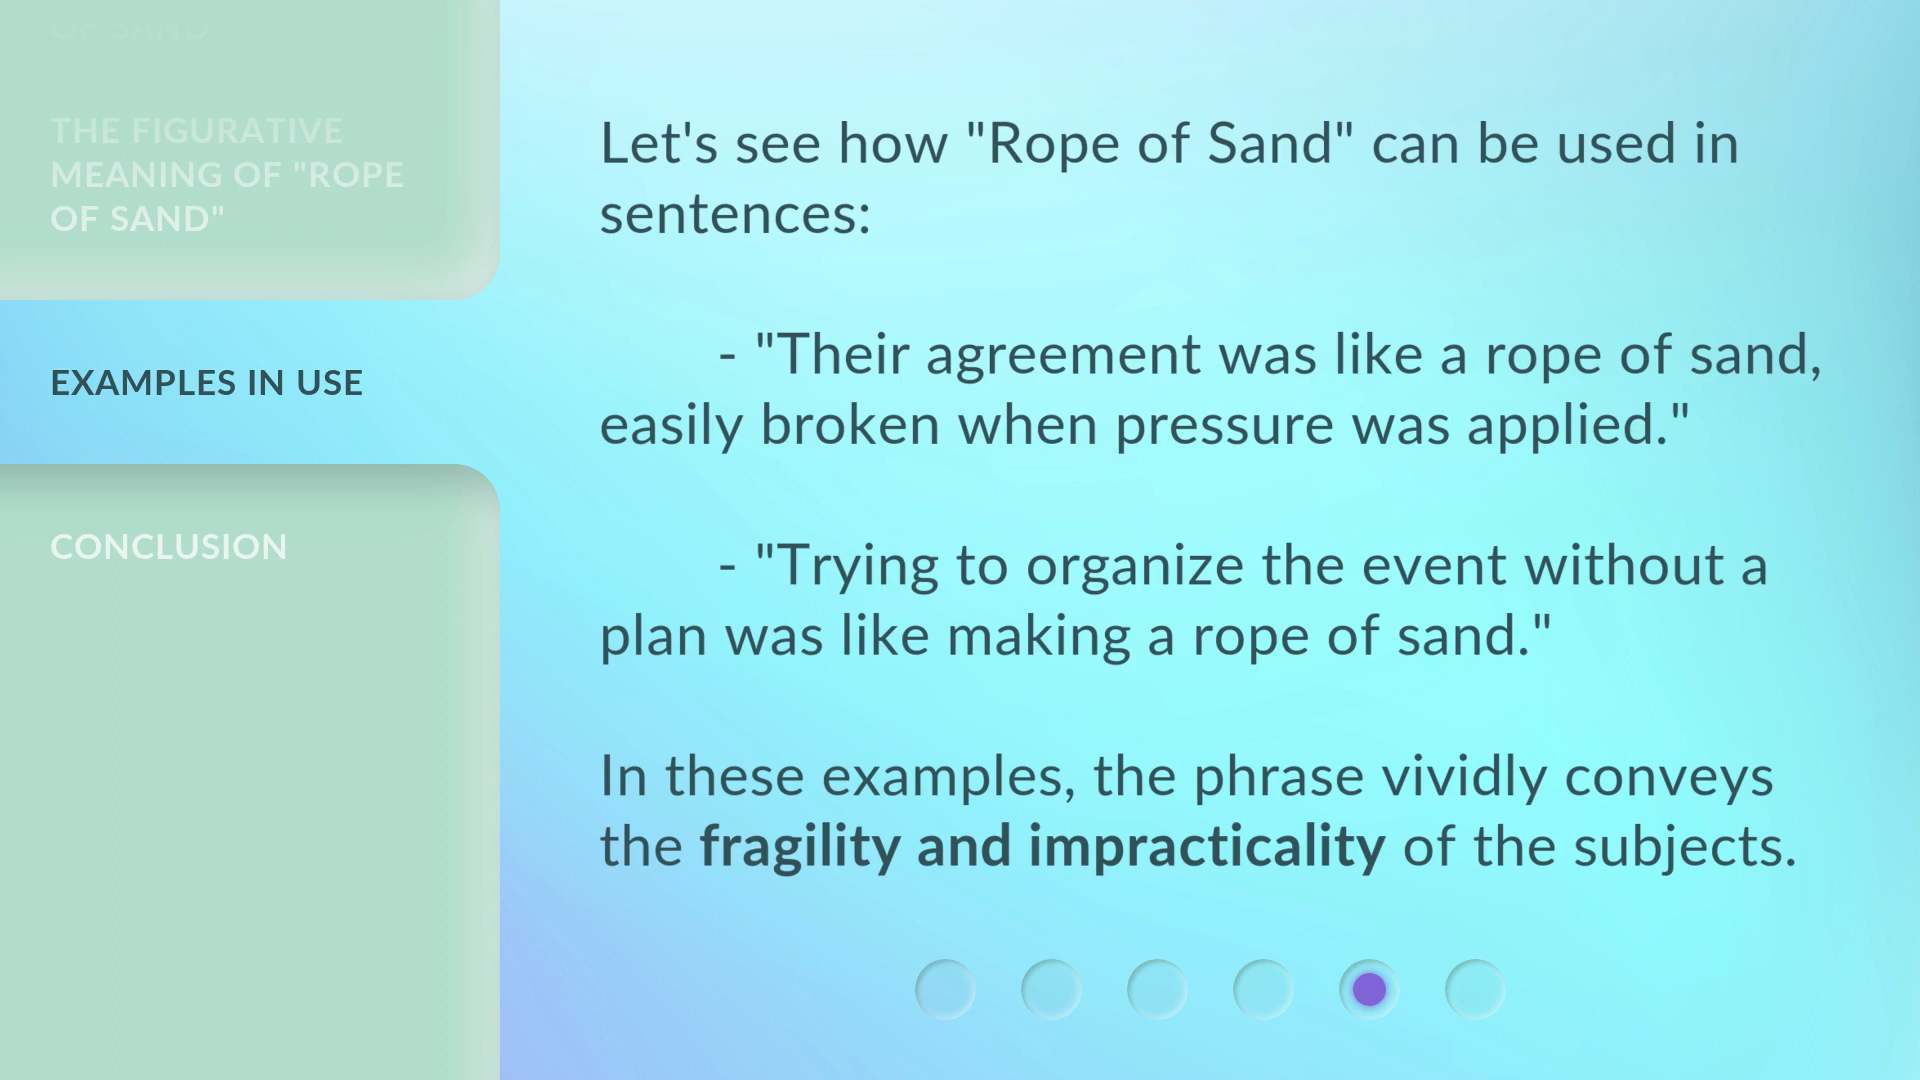 THE FIGURATIVE
MEANING OF "ROPE
OF SAND"
EXAMPLES IN USE
CONCLUSION
Let's see how "Rope of Sand" can be used in
sentences:
- "Their agreement was like a rope of sand,
easily broken when pressure was applied."
- "Trying to organize the event without a
plan was like making a rope of sand."
In these examples, the phrase vividly conveys
the fragility and impracticality of the subjects.